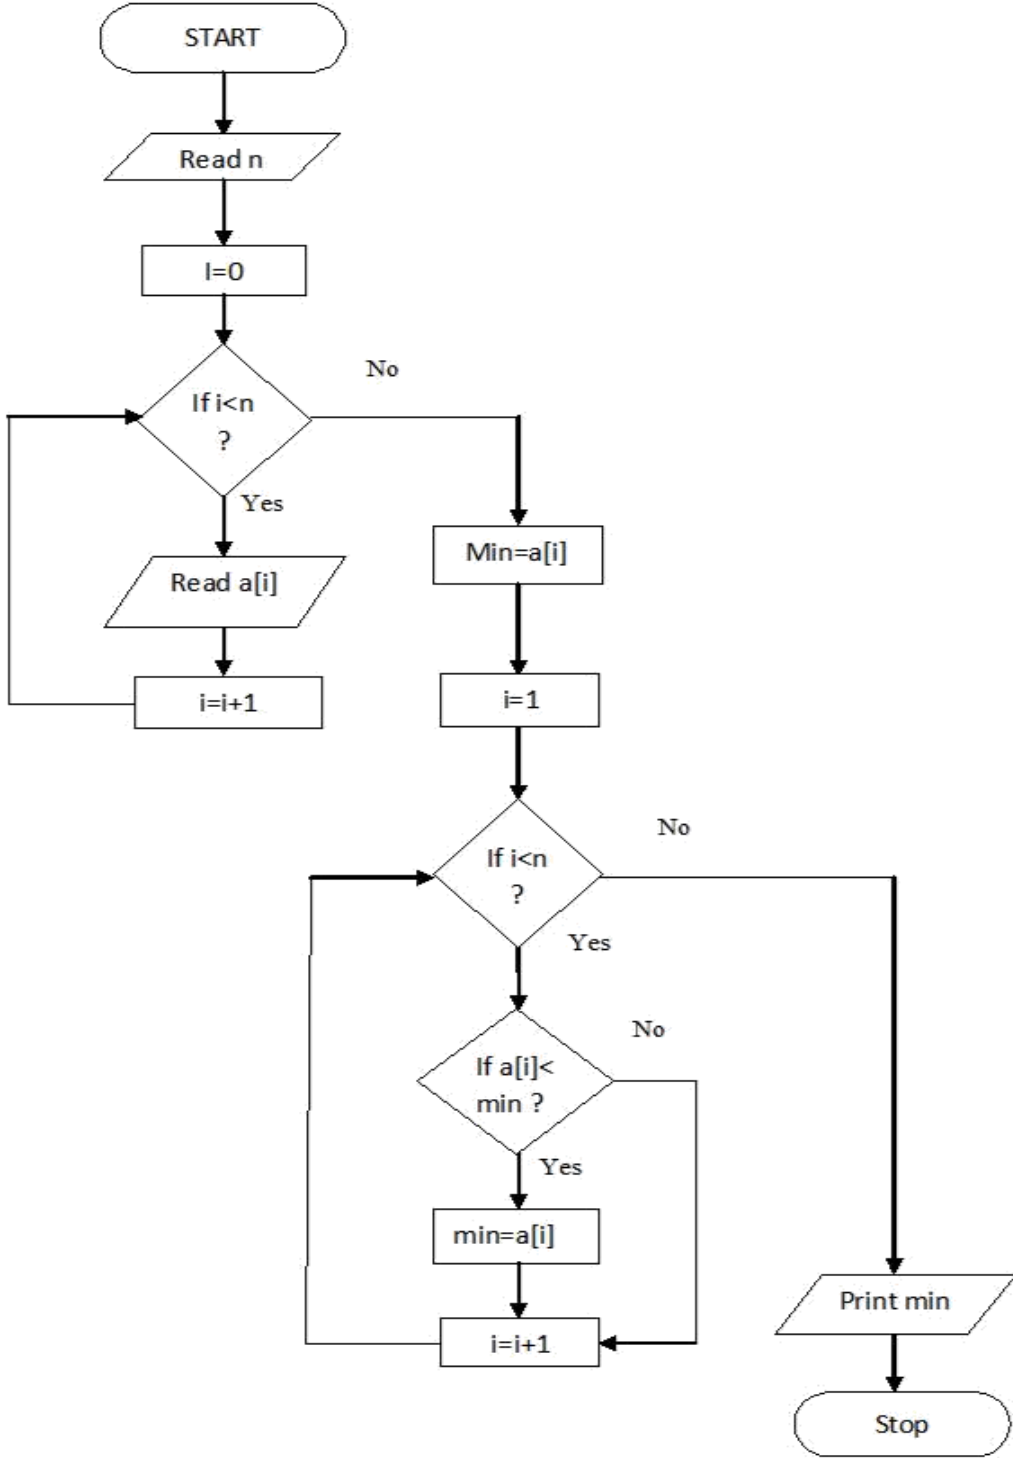 START
Read n
I=0
No
If i<n
?
Yes
Read a[i]
i=i+1
Min=a[i]
i=1
No
If i<n
?
Yes
No
If a[i]<
min ?
Yes
min=a[i]
i=i+1
Print min
Stop